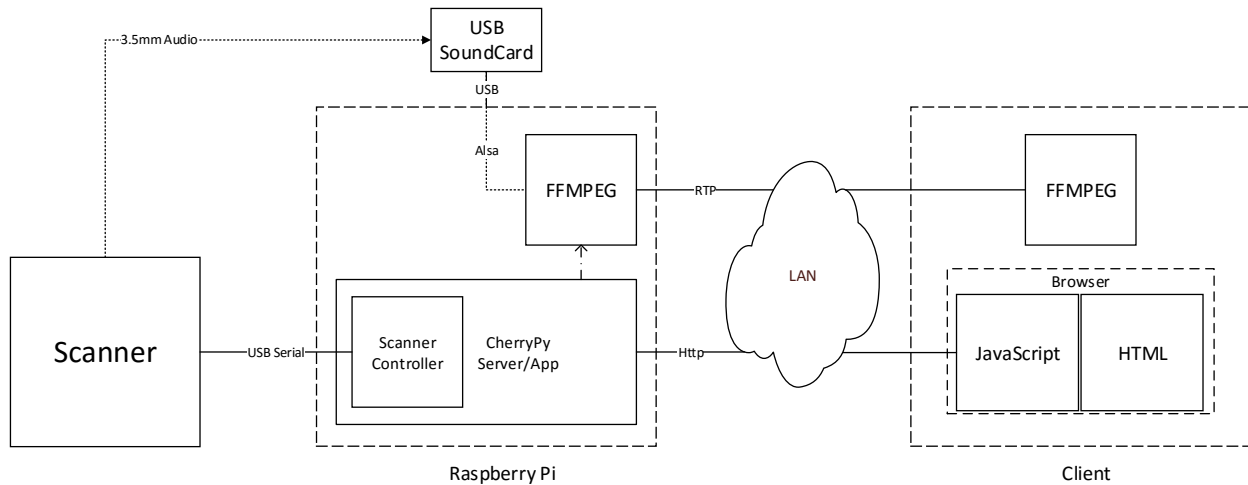 USB
SoundCard
3.5mm Audio
USB
Alsa
FFMPEG
RTP
FFMPEG
LAN
Browser
Scanner
USB Serial
Scanner
Controller
CherryPy
Server/App
Http
JavaScript
HTML
Raspberry Pi
Client